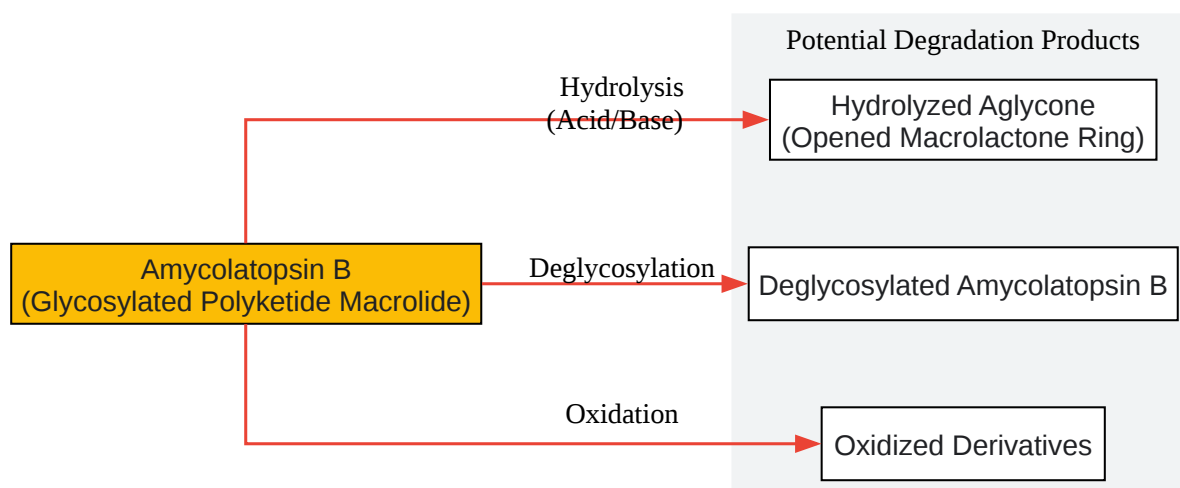 Potential Degradation Products
Hydrolysis
(Acid/Base)
Hydrolyzed Aglycone
(Opened Macrolactone Ring)
Amycolatopsin B
(Glycosylated Polyketide Macrolide)
Deglycosylation
Deglycosylated Amycolatopsin B
Oxidation
Oxidized Derivatives